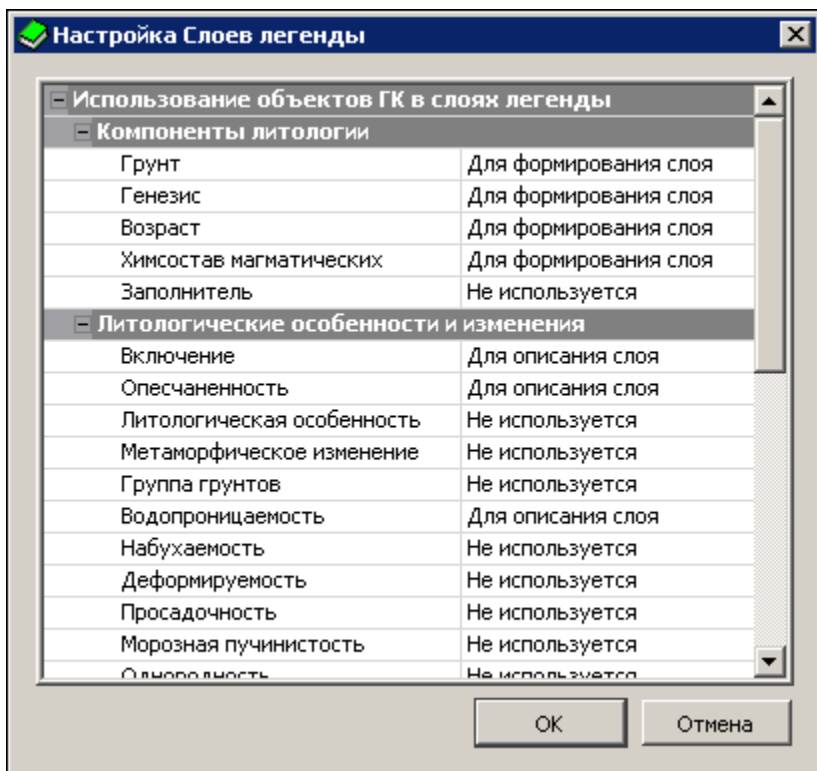 Настройка Слоев легенды
Использование объектов ГК в слоях легенды
Компоненты литологии
Грунт Для формирования слоя
Генезис Для формирования слоя
Возраст Для формирования слоя
Химсостав магматических Для формирования слоя
Заполнитель Не используется
Литологические особенности и изменения
Включение Для описания слоя
Опесчаненность Для описания слоя
Литологическая особенность Не используется
Метаморфическое изменение Не используется
Группа грунтов Не используется
Водопроницаемость Для описания слоя
Набухаемость Не используется
Деформируемость Не используется
Просадочность Не используется
Морозная пучинистость Не используется
Однородность Не используется
OK Отмена